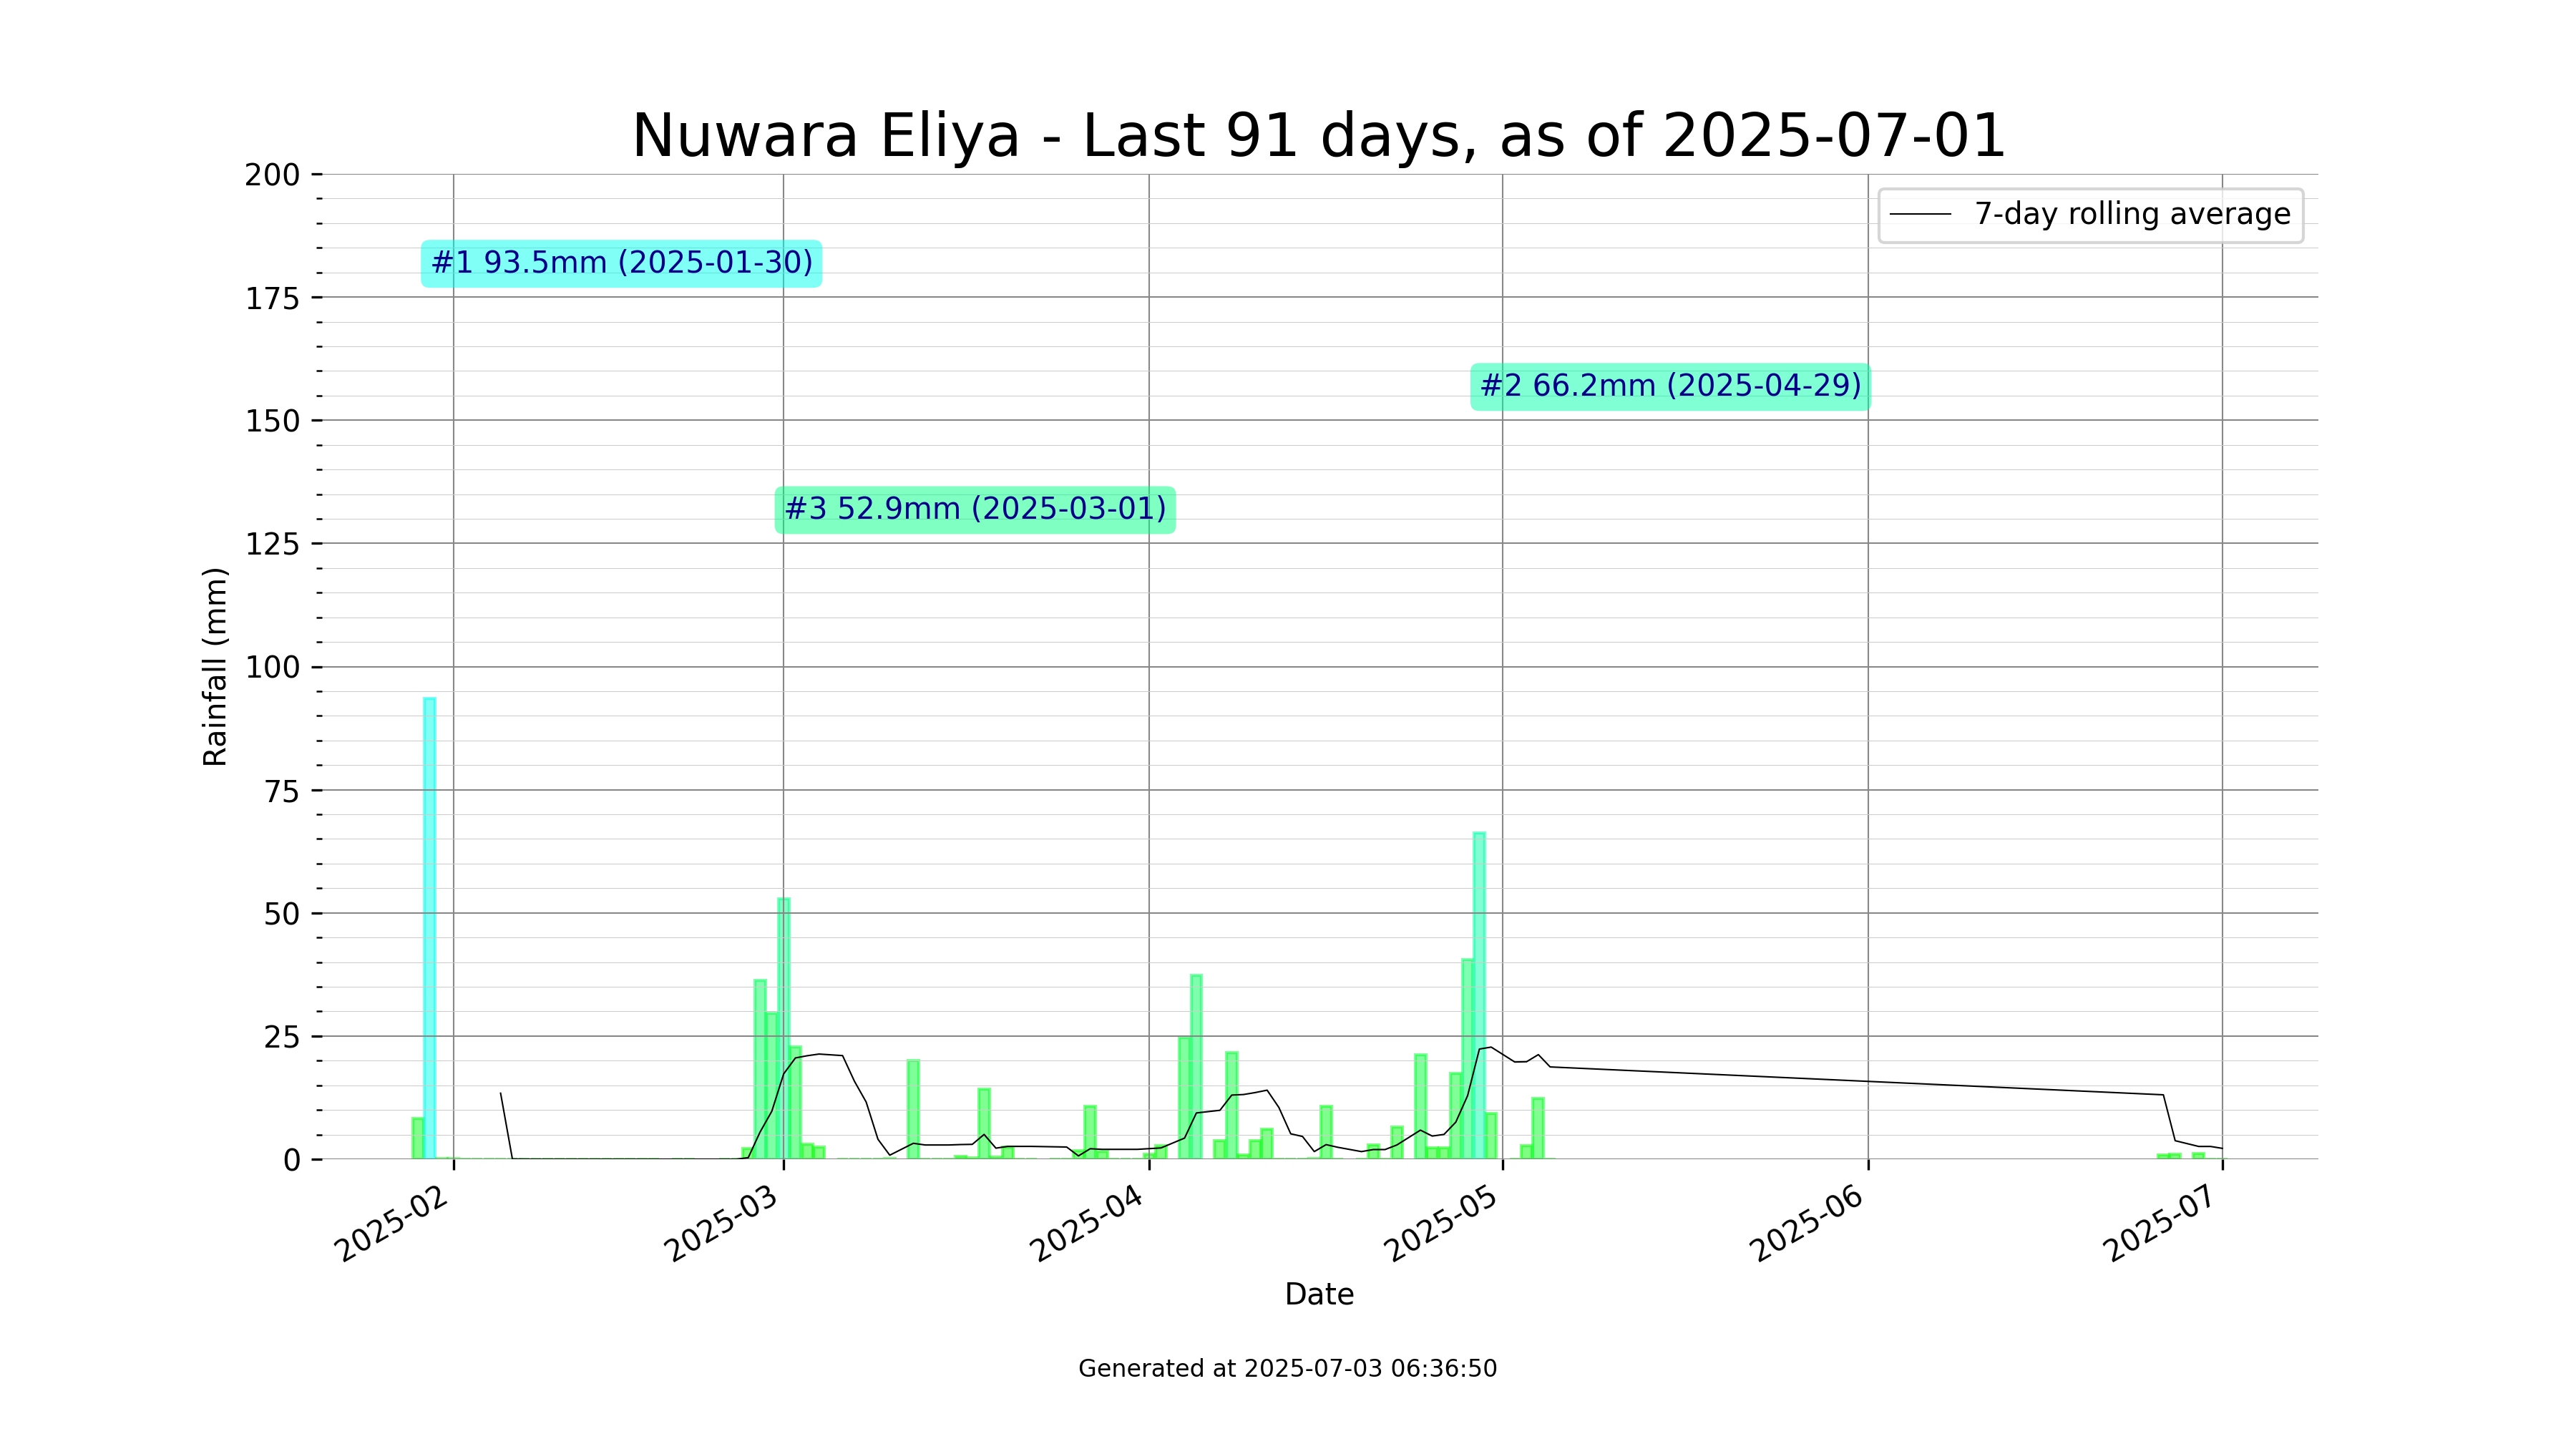 Nuwara Eliya - Last 91 days, as of 2025-07-01
7-day rolling average
#1 93.5mm (2025-01-30)
#2 66.2mm (2025-04-29)
#3 52.9mm (2025-03-01)
Rainfall (mm)
200
175
150
125
100
75
50
25
0
2025-02
2025-03
2025-04
2025-05
2025-06
2025-07
Date
Generated at 2025-07-03 06:36:50